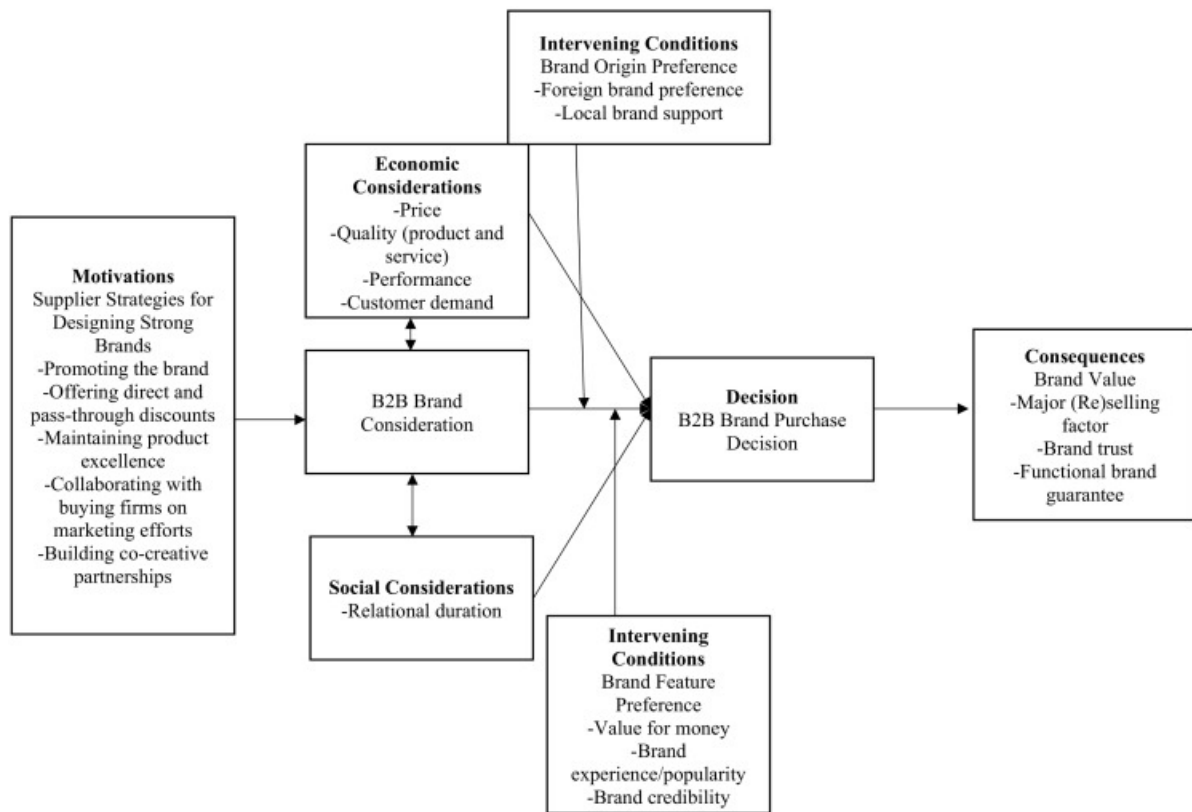 Intervening Conditions
Brand Origin Preference
-Foreign brand preference
-Local brand support
Economic
Considerations
-Price
-Quality (product and
service)
-Performance
-Customer demand
Motivations
Supplier Strategies for
Designing Strong
Brands
-Promoting the brand
-Offering direct and
pass-through discounts
-Maintaining product
excellence
-Collaborating with
buying firms on
marketing efforts
-Building co-creative
partnerships
B2B Brand
Consideration
Social Considerations
-Relational duration
Decision
B2B Brand Purchase
Decision
Intervening
Conditions
Brand Feature
Preference
-Value for money
-Brand
experience/popularity
-Brand credibility
Consequences
Brand Value
-Major (Re)selling
factor
-Brand trust
-Functional brand
guarantee